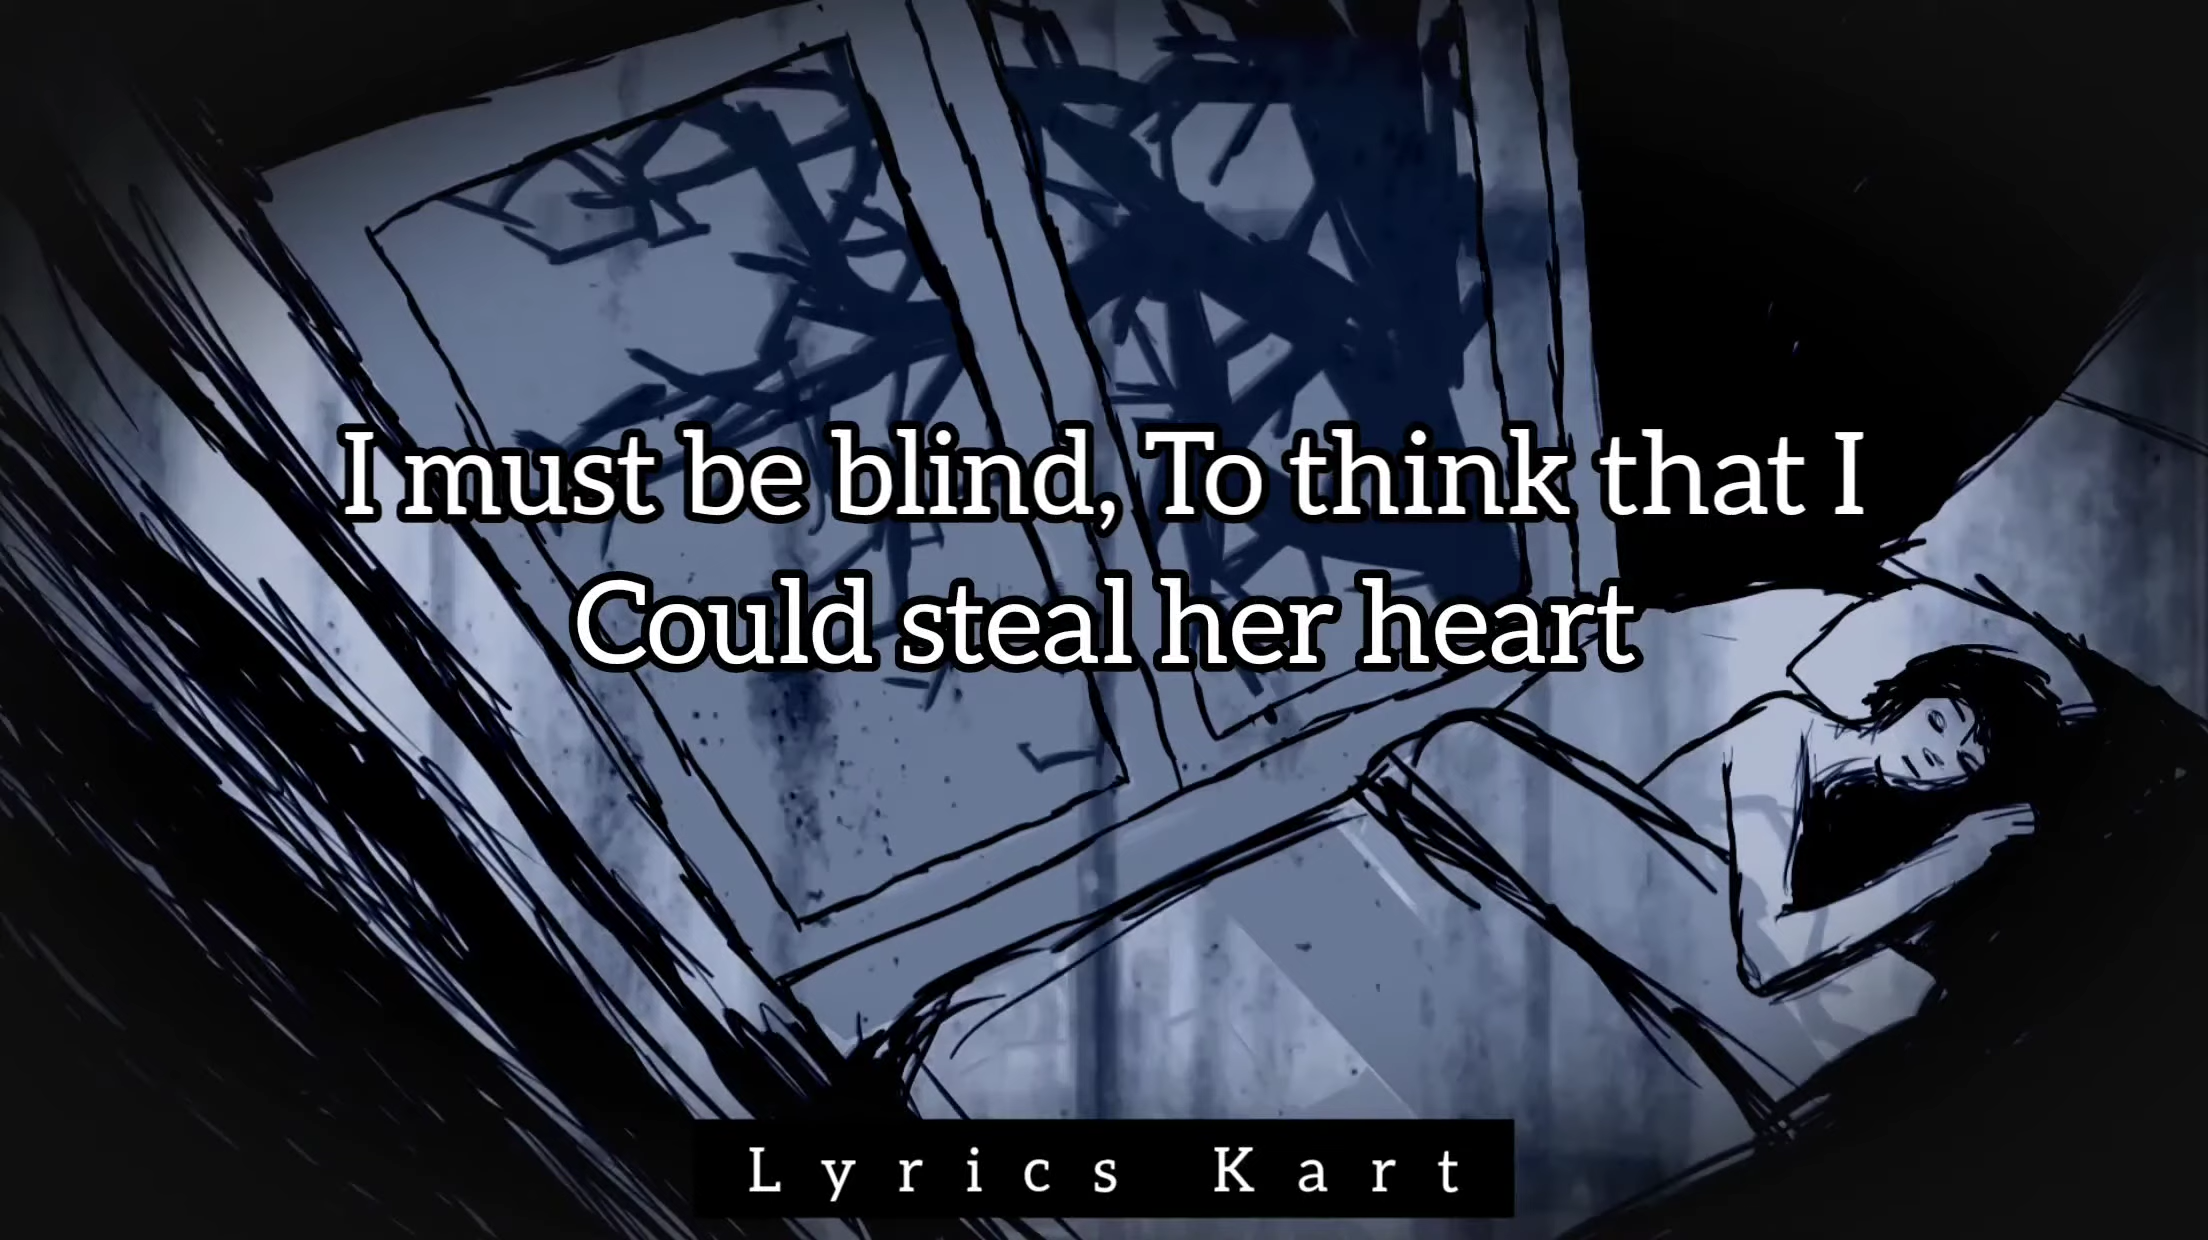 I must be blind, To think that I
Could steal her heart
Lyrics Kart